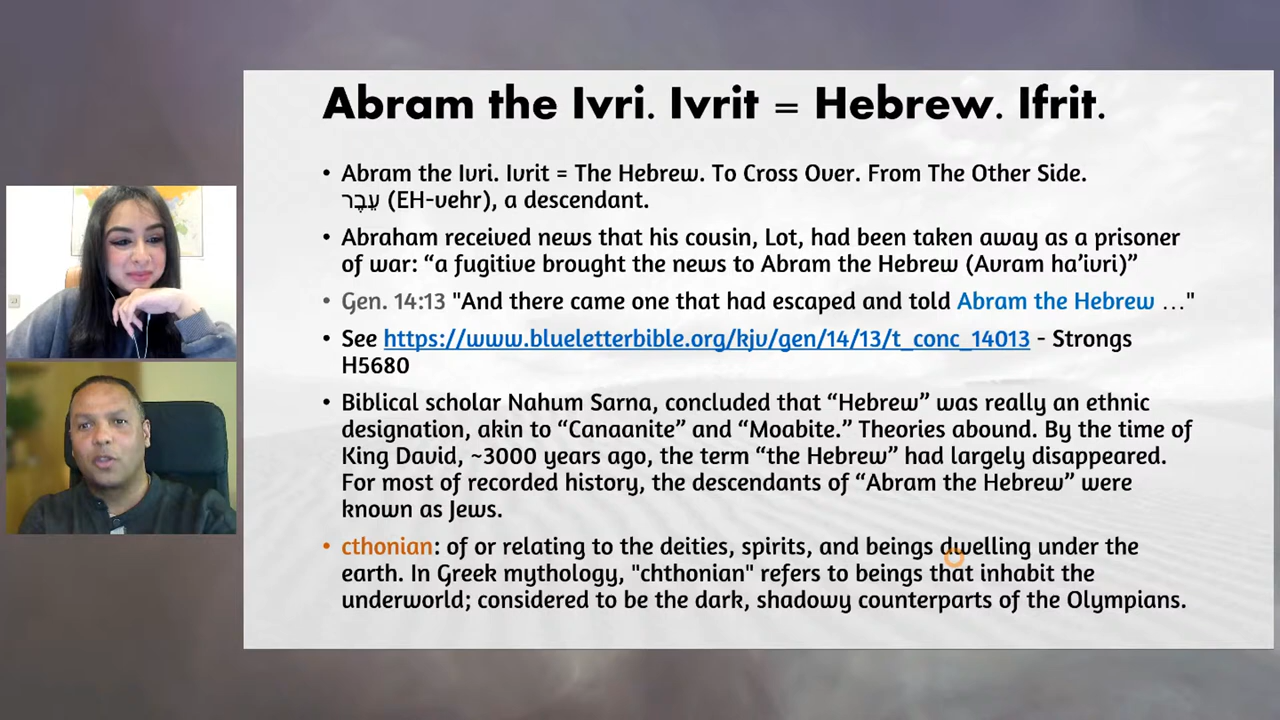 Abram the Ivri. Ivrit = Hebrew. Ifrit.
• Abram the Ivri. Ivrit = The Hebrew. To Cross Over. From The Other Side.
עֵבֶר (EH-vehr), a descendant.
• Abraham received news that his cousin, Lot, had been taken away as a prisoner
of war: “a fugitive brought the news to Abram the Hebrew (Avram ha’ivri)”
• Gen. 14:13 "And there came one that had escaped and told Abram the Hebrew …"
• See https://www.blueletterbible.org/kjv/gen/14/13/t_conc_14013 - Strongs
H5680
• Biblical scholar Nahum Sarna, concluded that “Hebrew” was really an ethnic
designation, akin to “Canaanite” and “Moabite.” Theories abound. By the time of
King David, ~3000 years ago, the term “the Hebrew” had largely disappeared.
For most of recorded history, the descendants of “Abram the Hebrew” were
known as Jews.
• cthonian: of or relating to the deities, spirits, and beings dwelling under the
earth. In Greek mythology, "chthonian" refers to beings that inhabit the
underworld; considered to be the dark, shadowy counterparts of the Olympians.